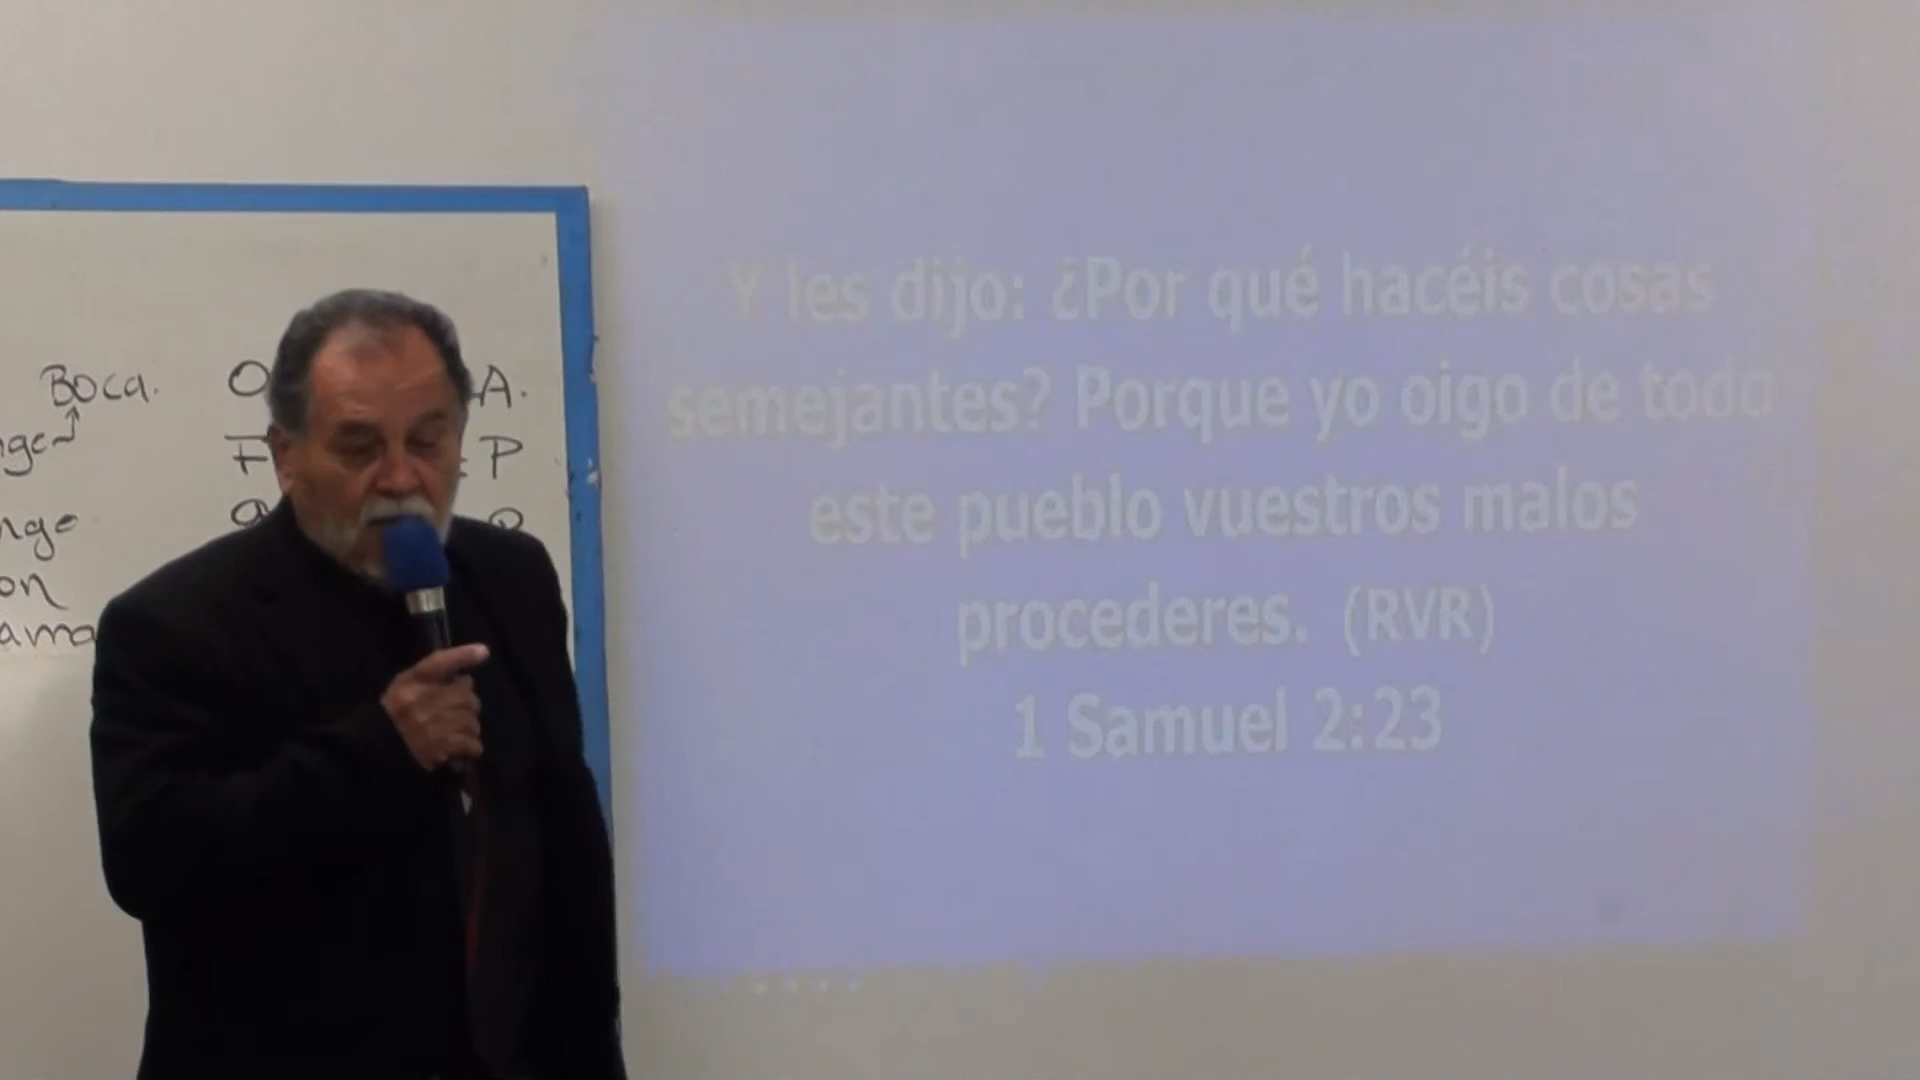 Y les dijo: ¿Por qué hacéis cosas
semejantes? Porque yo oigo de todo
este pueblo vuestros malos
procederes. (RVR)
1 Samuel 2:23
Boca.
A.
P